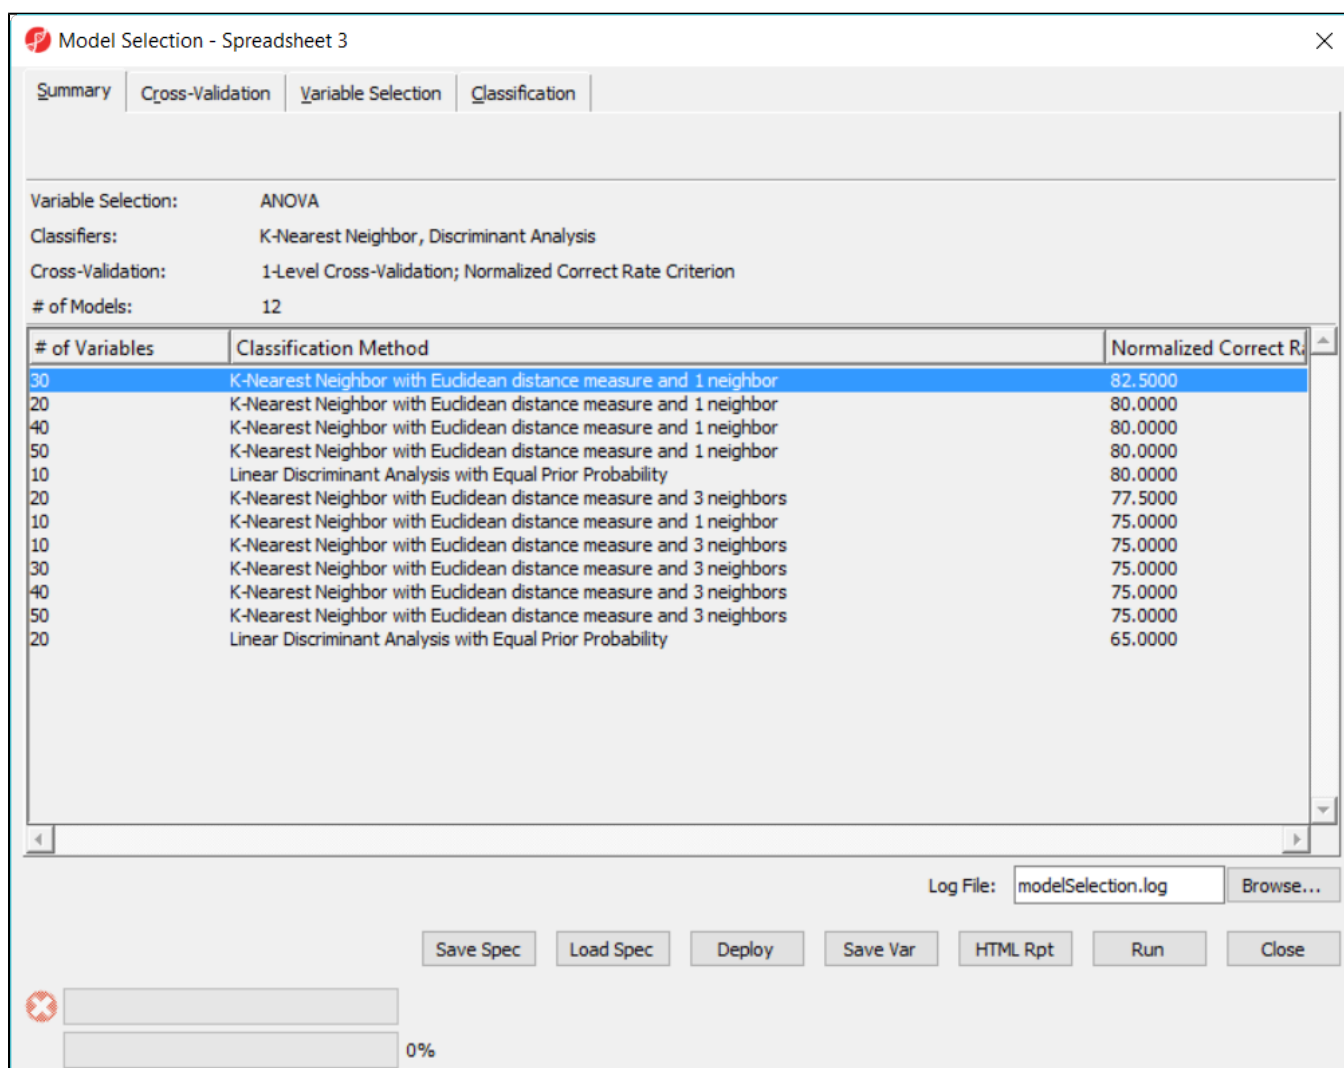 Model Selection - Spreadsheet 3
Summary Cross-Validation Variable Selection Classification
Variable Selection: ANOVA
Classifiers: K-Nearest Neighbor, Discriminant Analysis
Cross-Validation: 1-Level Cross-Validation; Normalized Correct Rate Criterion
# of Models: 12
# of Variables Classification Method Normalized Correct Ra
30 K-Nearest Neighbor with Euclidean distance measure and 1 neighbor 82.5000
20 K-Nearest Neighbor with Euclidean distance measure and 1 neighbor 80.0000
40 K-Nearest Neighbor with Euclidean distance measure and 1 neighbor 80.0000
50 K-Nearest Neighbor with Euclidean distance measure and 1 neighbor 80.0000
10 Linear Discriminant Analysis with Equal Prior Probability 80.0000
20 K-Nearest Neighbor with Euclidean distance measure and 3 neighbors 77.5000
10 K-Nearest Neighbor with Euclidean distance measure and 1 neighbor 75.0000
10 K-Nearest Neighbor with Euclidean distance measure and 3 neighbors 75.0000
30 K-Nearest Neighbor with Euclidean distance measure and 3 neighbors 75.0000
40 K-Nearest Neighbor with Euclidean distance measure and 3 neighbors 75.0000
50 K-Nearest Neighbor with Euclidean distance measure and 3 neighbors 75.0000
20 Linear Discriminant Analysis with Equal Prior Probability 65.0000
Log File: modelSelection.log Browse...
Save Spec Load Spec Deploy Save Var HTML Rpt Run Close
0%